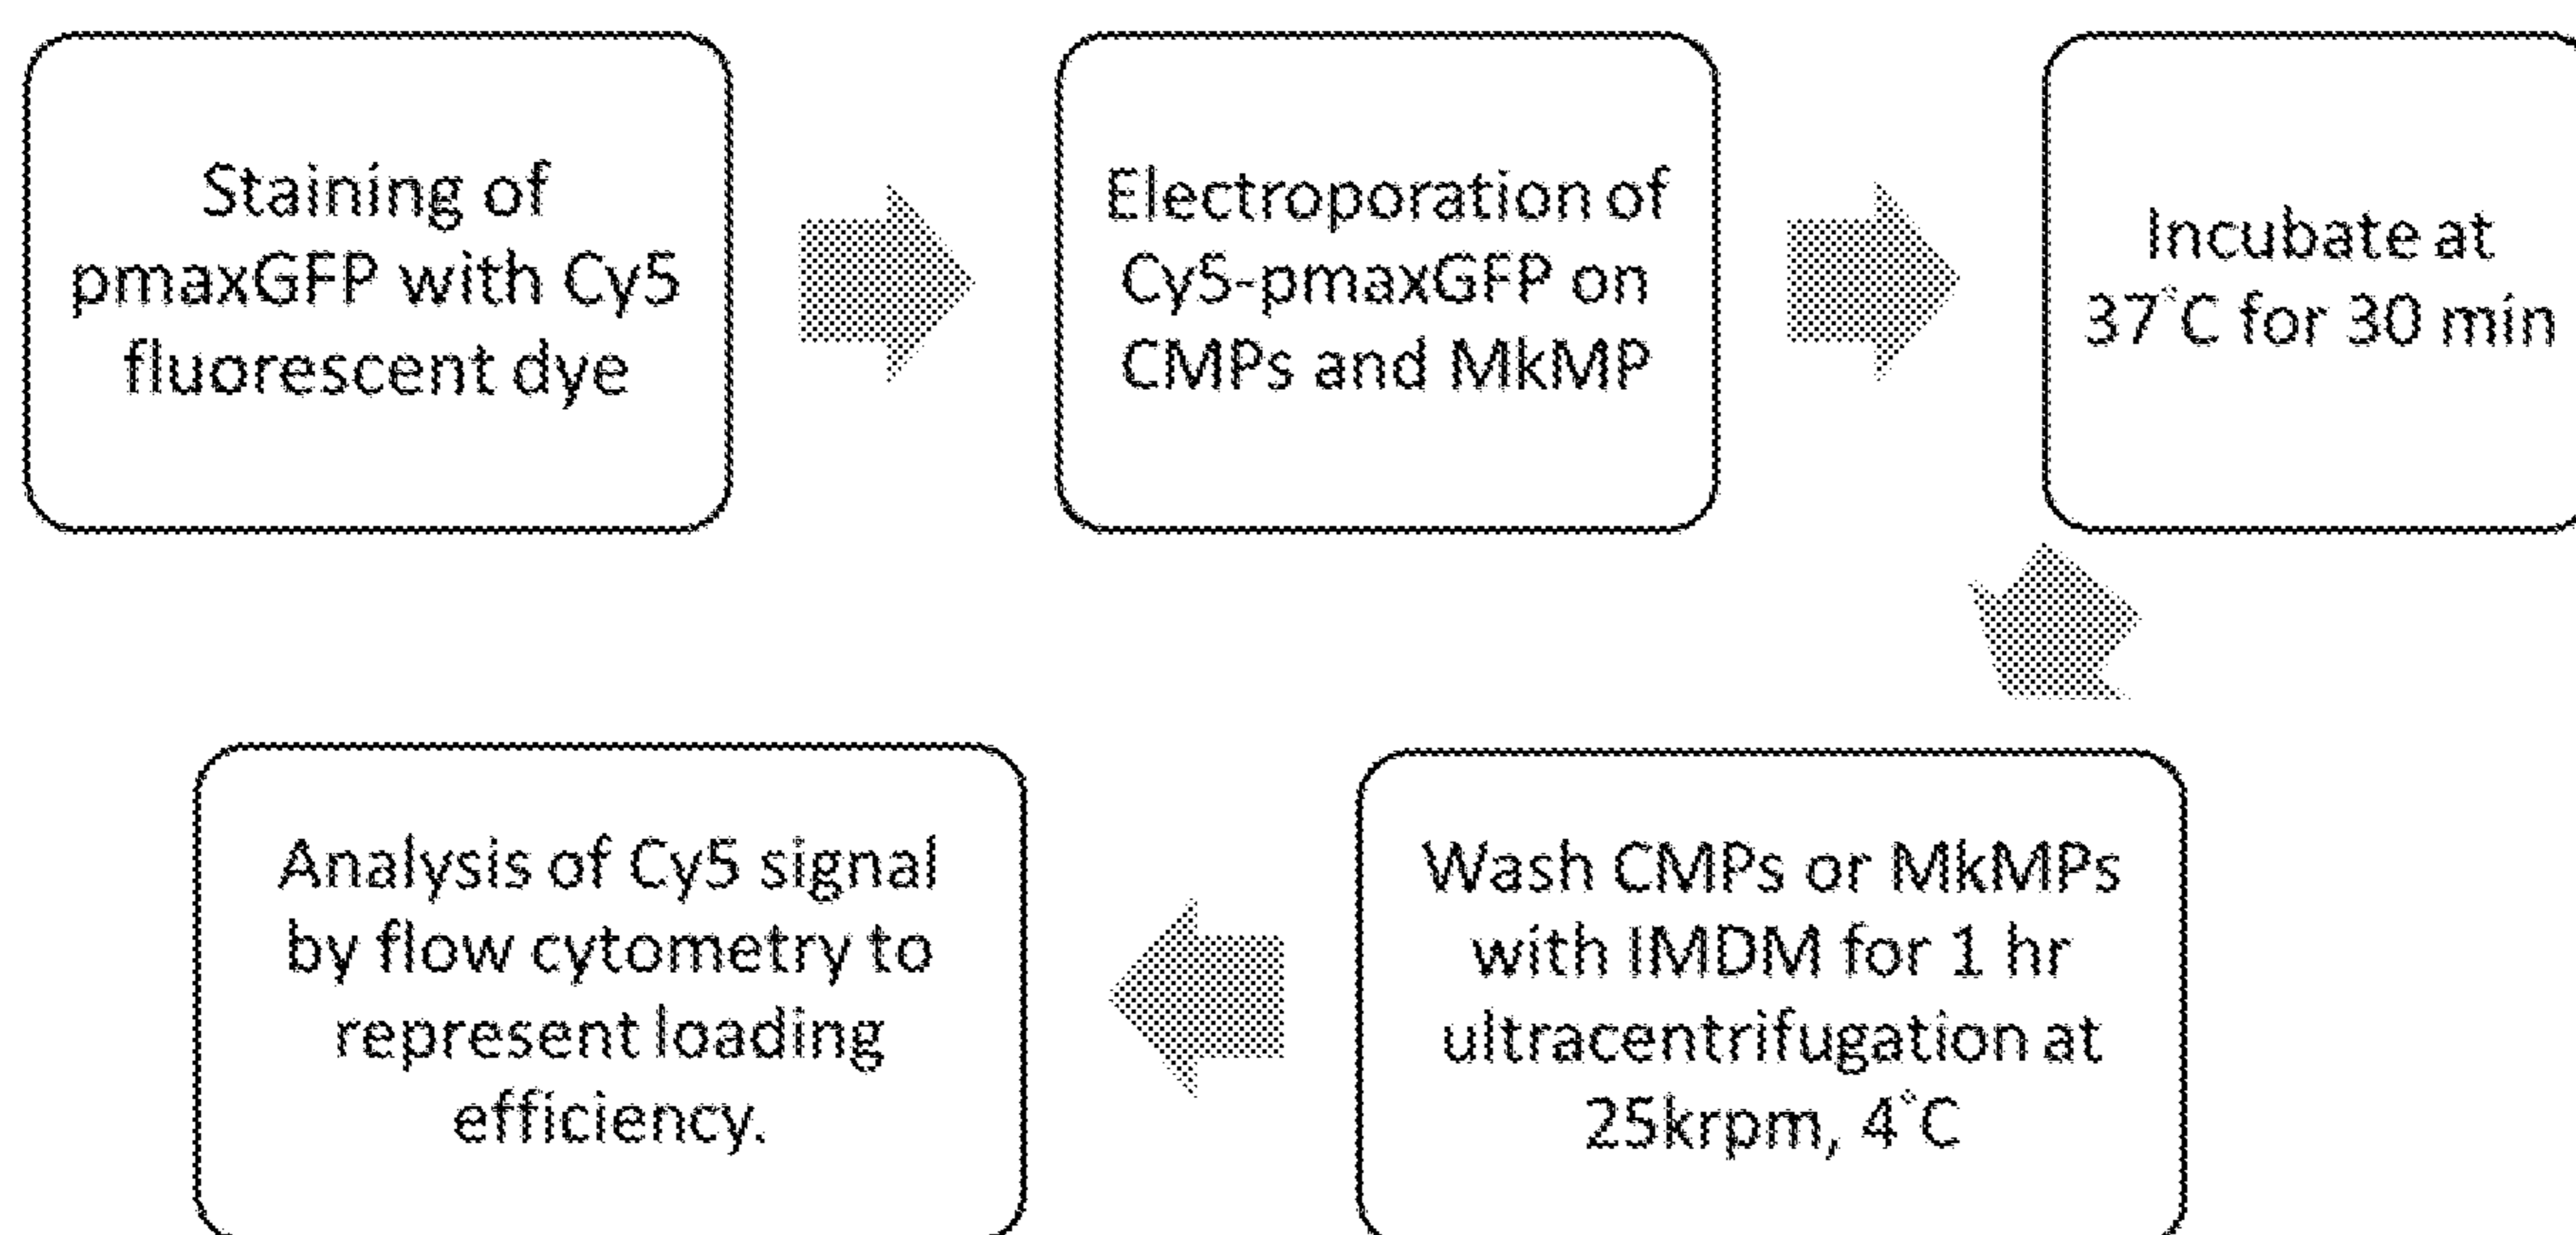 Staining of
pmaxGFP with Cy5
fluorescent dye
Electroporation of
Cy5-pmaxGFP on
CMPs and MkMP
Incubate at
37°C for 30 min
Wash CMPs or MkMPs
with IMDM for 1 hr
ultracentrifugation at
25krpm, 4°C
Analysis of Cy5 signal
by flow cytometry to
represent loading
efficiency.